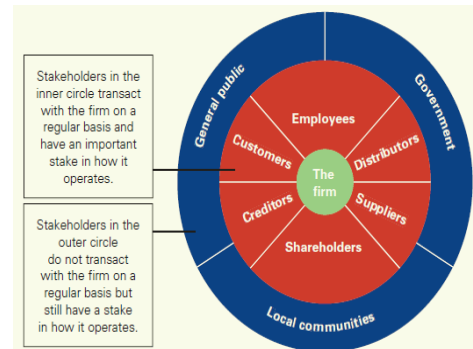 Stakeholders in the
inner circle transact
with the firm on a
regular basis and
have an important
stake in how it
operates.
Stakeholders in the
outer circle
do not transact
with the firm on a
regular basis but
still have a stake
in how it operates.
General public
Government
Employees
Customers
Distributors
The
firm
Creditors
Suppliers
Shareholders
Local communities